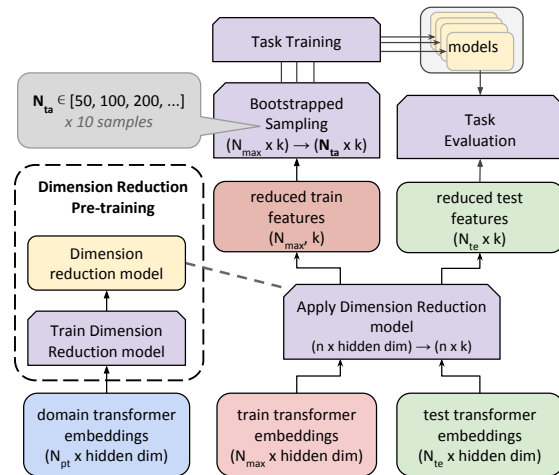 Task Training
models
N_ta ∈ [50, 100, 200, ...]
x 10 samples
Bootstrapped
Sampling
(N_max x k) → (N_ta x k)
Task
Evaluation
Dimension Reduction
Pre-training
reduced train
features
(N_max, k)
reduced test
features
(N_te x k)
Dimension
reduction model
Train Dimension
Reduction model
Apply Dimension Reduction
model
(n x hidden dim) → (n x k)
domain transformer
embeddings
(N_pt x hidden dim)
train transformer
embeddings
(N_max x hidden dim)
test transformer
embeddings
(N_te x hidden dim)